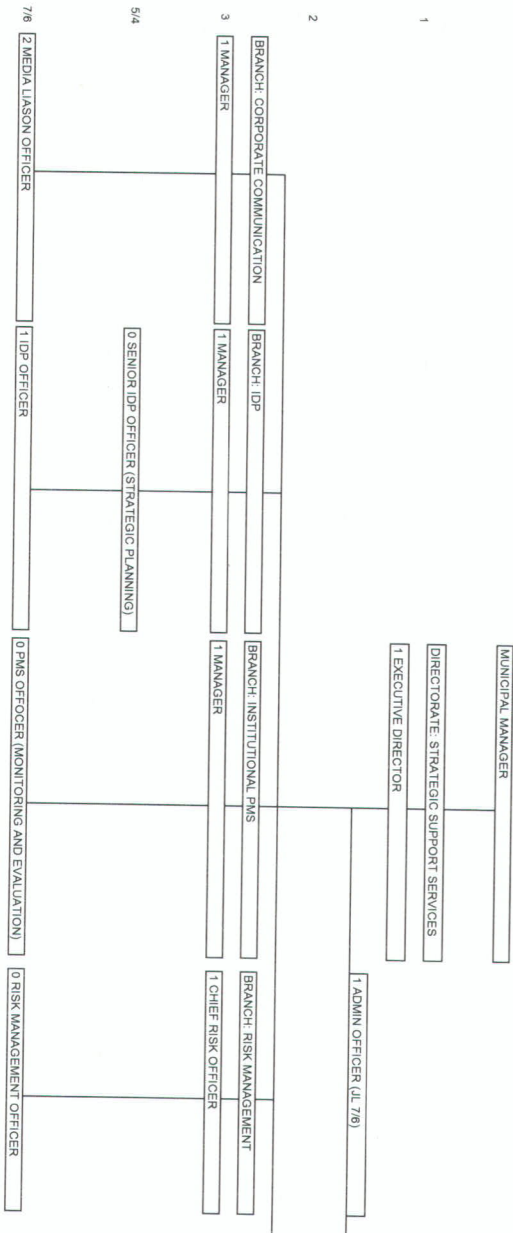 MUNICIPAL MANAGER
DIRECTORATE: STRATEGIC SUPPORT SERVICES
1
1 EXECUTIVE DIRECTOR
1 ADMIN OFFICER (JL 7/6)
2
BRANCH: CORPORATE COMMUNICATION
BRANCH: IDP
BRANCH: INSTITUTIONAL PMS
BRANCH: RISK MANAGEMENT
3
1 MANAGER
1 MANAGER
1 MANAGER
1 CHIEF RISK OFFICER
5/4
0 SENIOR IDP OFFICER (STRATEGIC PLANNING)
7/6
2 MEDIA LIASON OFFICER
1 IDP OFFICER
0 PMS OFFOCER (MONITORING AND EVALUATION)
0 RISK MANAGEMENT OFFICER